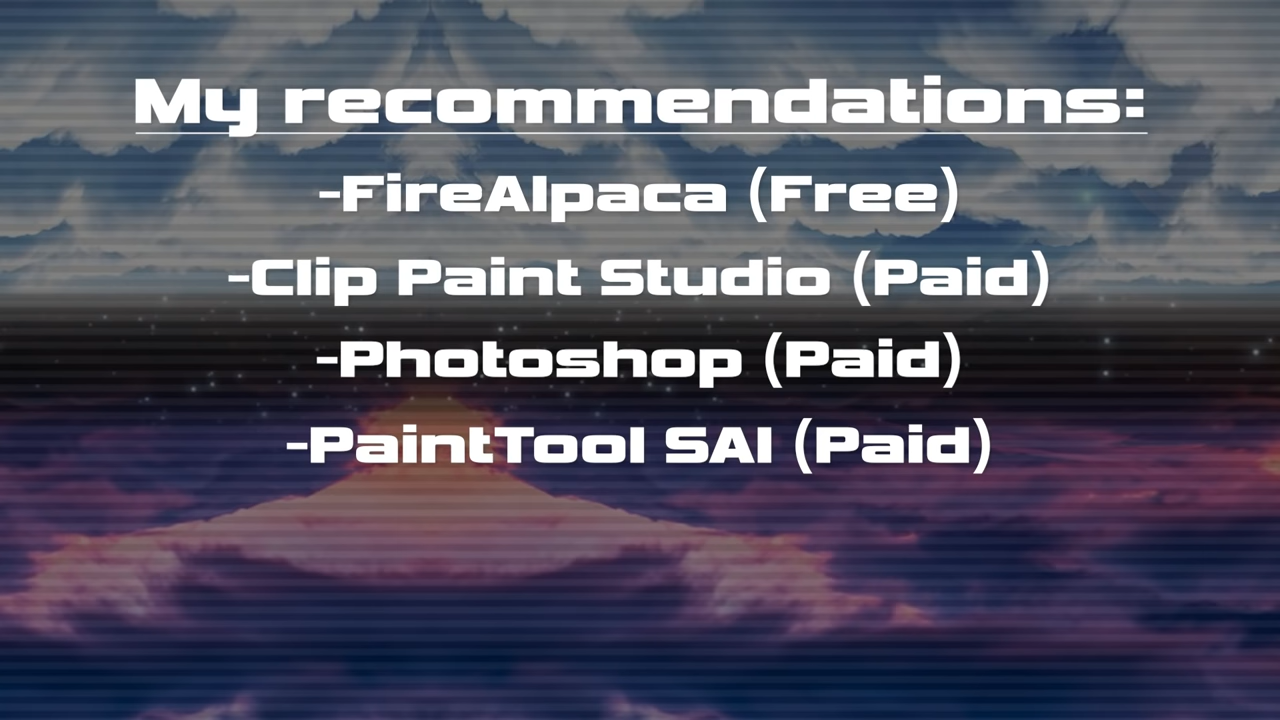 My recommendations:
-FireAlpaca (Free)
-Clip Paint Studio (Paid)
-Photoshop (Paid)
-PaintTool SAI (Paid)